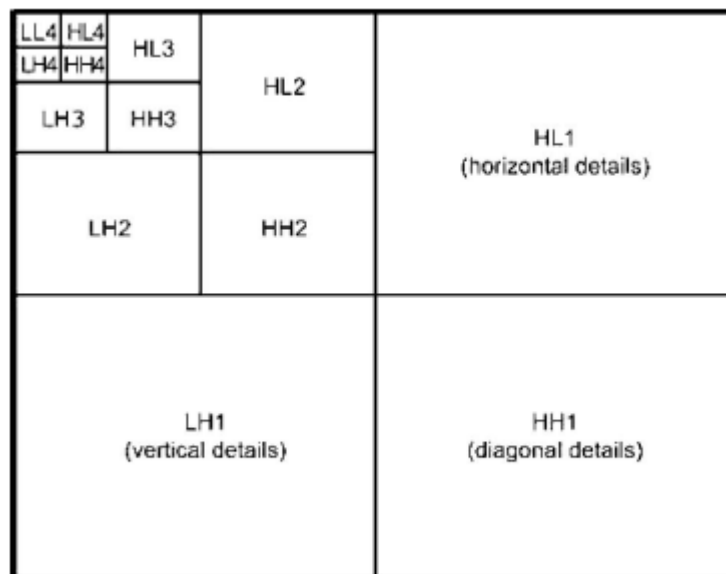 LL4 HL4
LH4 HH4
HL3
HL2
LH3
HH3
HL1
(horizontal details)
LH2
HH2
LH1
(vertical details)
HH1
(diagonal details)